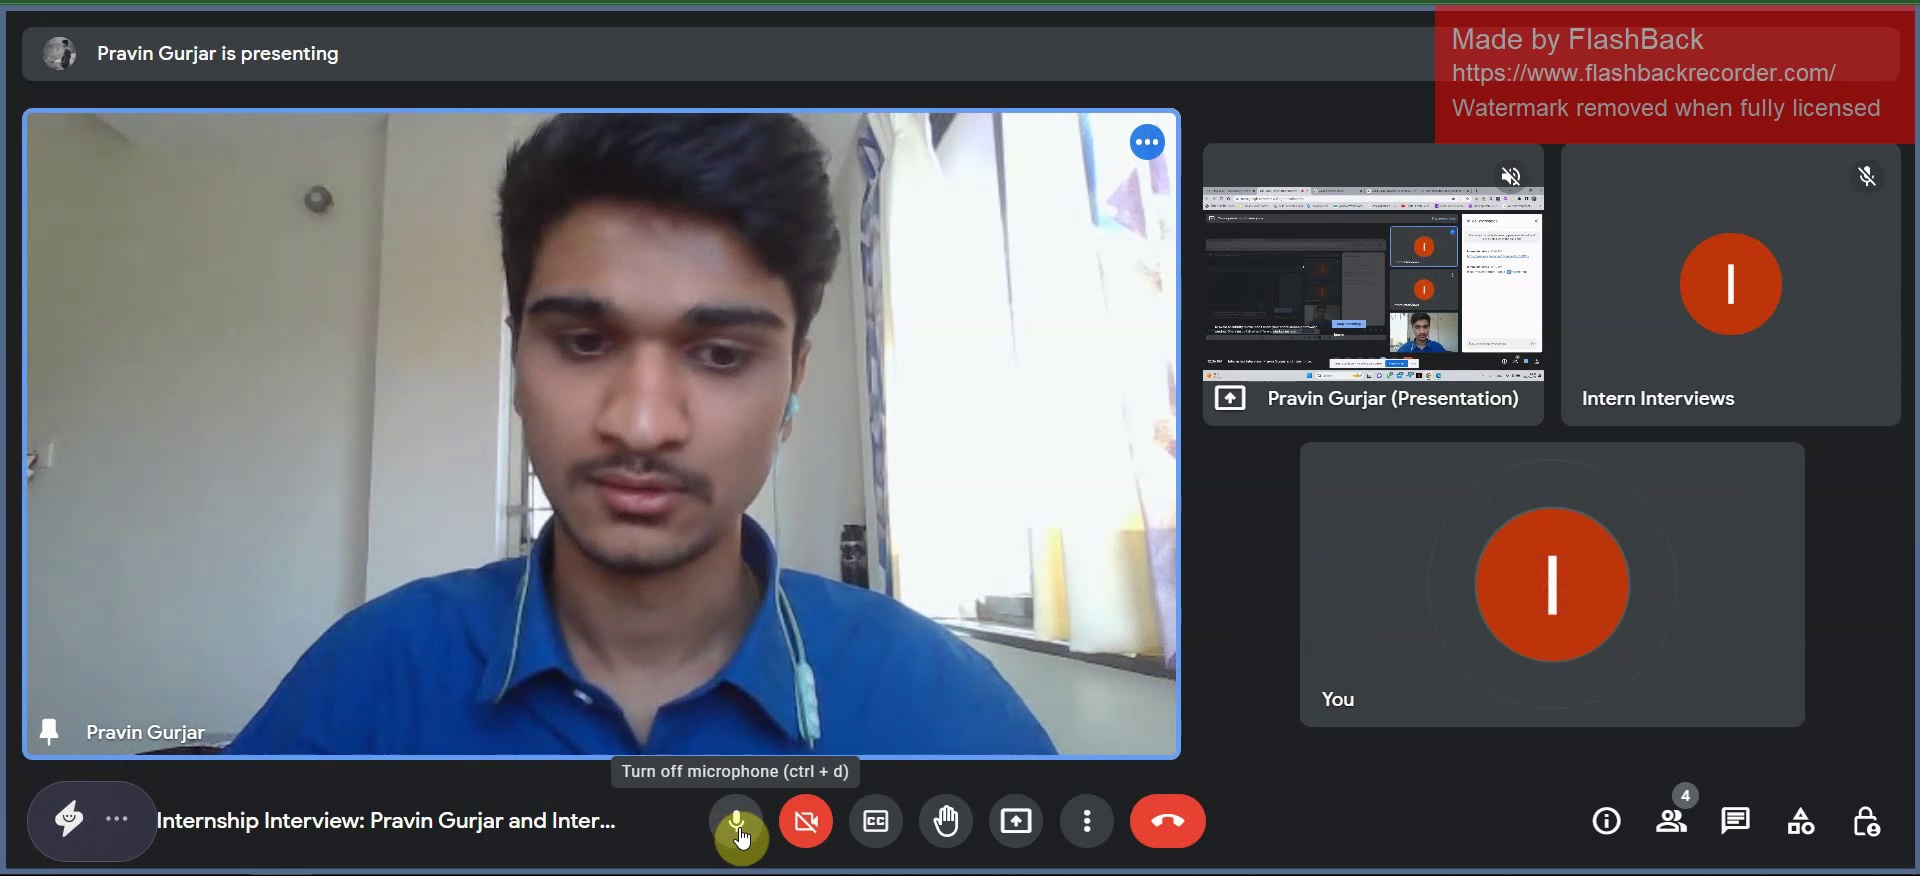 Pravin Gurjar is presenting
Made by FlashBack
https://www.flashbackrecorder.com/
Watermark removed when fully licensed
Pravin Gurjar (Presentation)
Intern Interviews
You
Pravin Gurjar
Turn off microphone (ctrl + d)
Internship Interview: Pravin Gurjar and Inter...
4
I
I